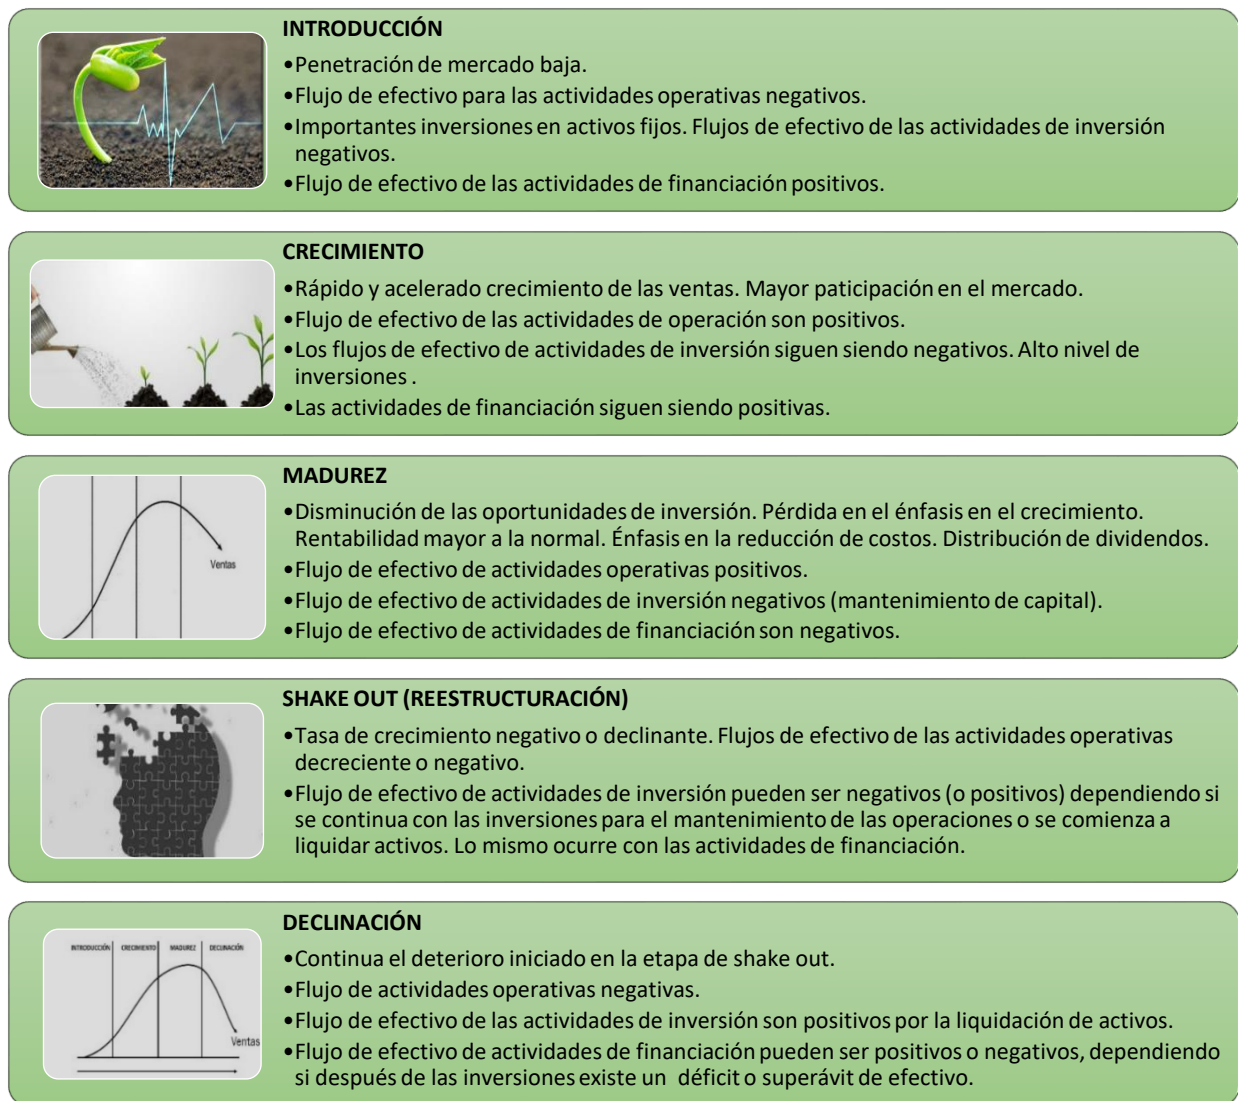 INTRODUCCIÓN
•Penetración de mercado baja.
•Flujo de efectivo para las actividades operativas negativos.
•Importantes inversiones en activos fijos. Flujos de efectivo de las actividades de inversión
negativos.
•Flujo de efectivo de las actividades de financiación positivos.
CRECIMIENTO
•Rápido y acelerado crecimiento de las ventas. Mayor paticipación en el mercado.
•Flujo de efectivo de las actividades de operación son positivos.
•Los flujos de efectivo de actividades de inversión siguen siendo negativos. Alto nivel de
inversiones .
•Las actividades de financiación siguen siendo positivas.
MADUREZ
•Disminución de las oportunidades de inversión. Pérdida en el énfasis en el crecimiento.
Rentabilidad mayor a la normal. Énfasis en la reducción de costos. Distribución de dividendos.
•Flujo de efectivo de actividades operativas positivos.
•Flujo de efectivo de actividades de inversión negativos (mantenimiento de capital).
•Flujo de efectivo de actividades de financiación son negativos.
Ventas
SHAKE OUT (REESTRUCTURACIÓN)
•Tasa de crecimiento negativo o declinante. Flujos de efectivo de las actividades operativas
decreciente o negativo.
•Flujo de efectivo de actividades de inversión pueden ser negativos (o positivos) dependiendo si
se continua con las inversiones para el mantenimiento de las operaciones o se comienza a
liquidar activos. Lo mismo ocurre con las actividades de financiación.
DECLINACIÓN
•Continua el deterioro iniciado en la etapa de shake out.
•Flujo de actividades operativas negativas.
•Flujo de efectivo de las actividades de inversión son positivos por la liquidación de activos.
•Flujo de efectivo de actividades de financiación pueden ser positivos o negativos, dependiendo
si después de las inversiones existe un déficit o superávit de efectivo.
INTRODUCCIÓN CRECIMIENTO MADUREZ DECLINACIÓN
Ventas